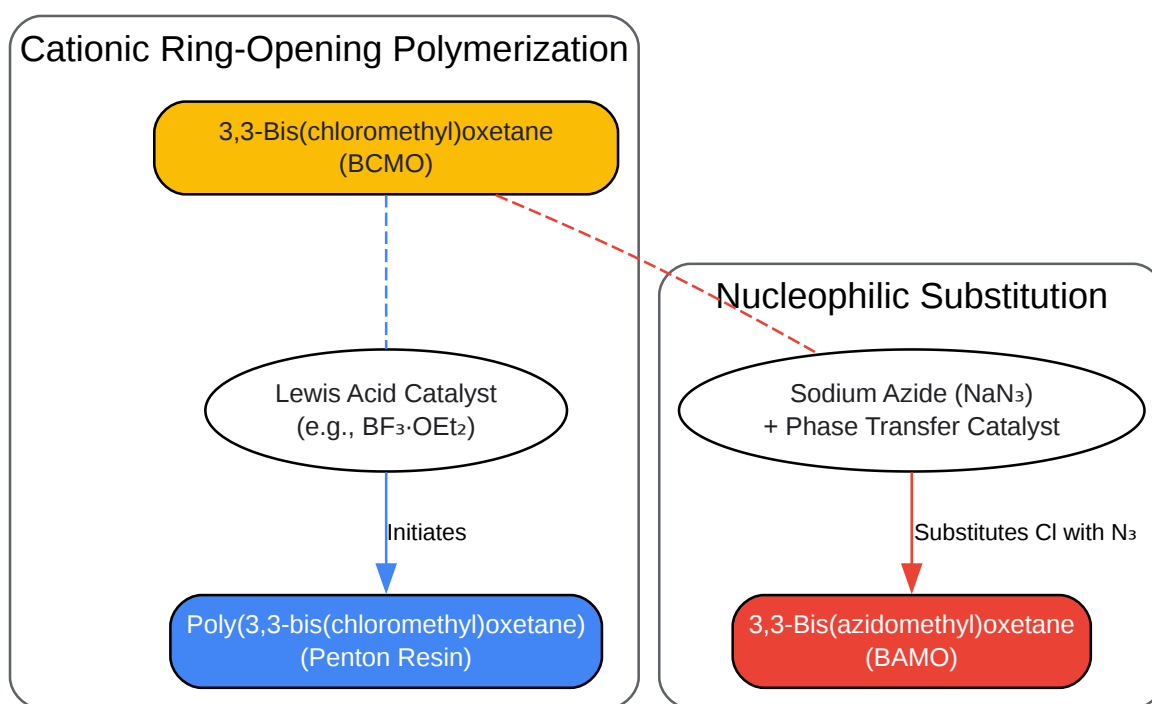 Cationic Ring-Opening Polymerization
3,3-Bis(chloromethyl)oxetane
(BCMO)
Lewis Acid Catalyst
(e.g., BF₃·OEt₂)
Initiates
Poly(3,3-bis(chloromethyl)oxetane)
(Penton Resin)
Nucleophilic Substitution
Sodium Azide (NaN₃)
+ Phase Transfer Catalyst
Substitutes Cl with N₃
3,3-Bis(azidomethyl)oxetane
(BAMO)